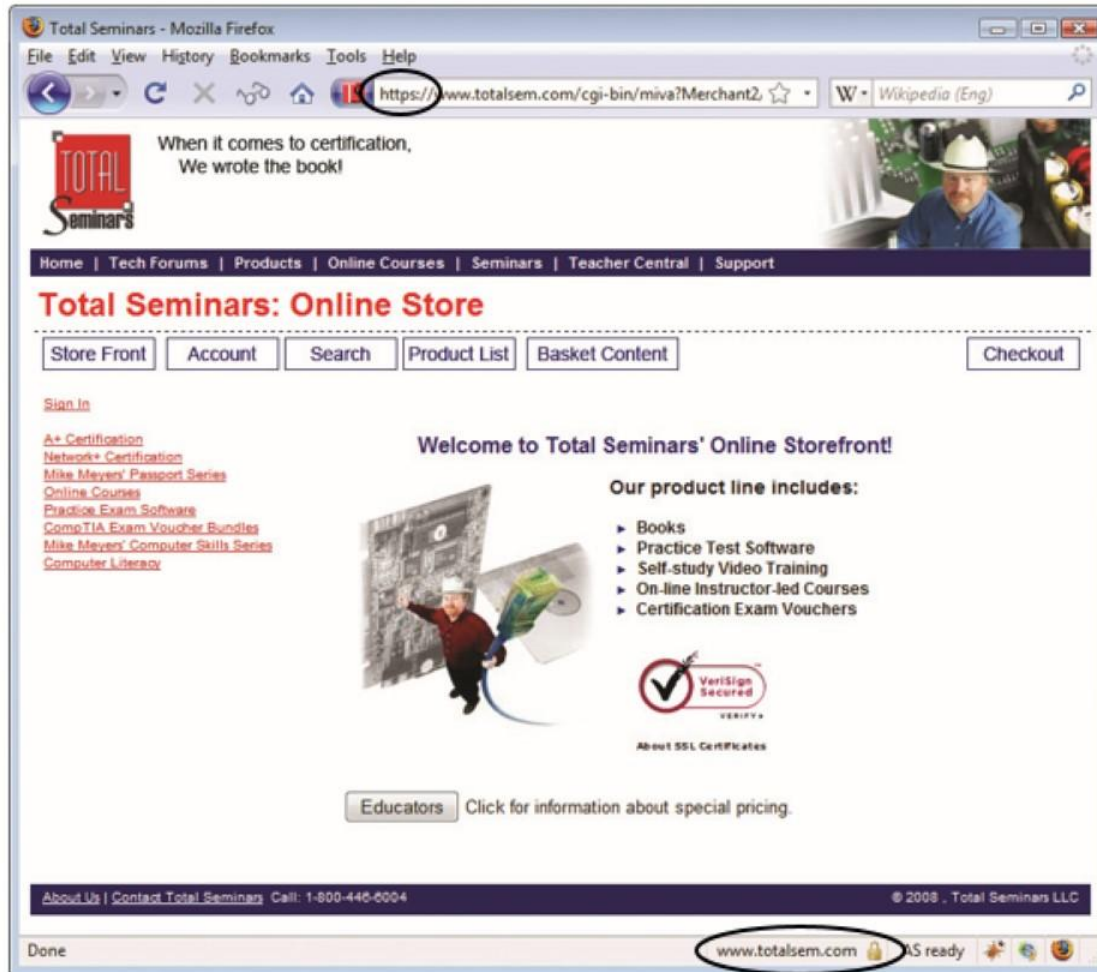 Total Seminars - Mozilla Firefox
File Edit View History Bookmarks Tools Help
https://www.totalsem.com/cgi-bin/miva?Merchant2, W Wikipedia (Eng)
When it comes to certification,
We wrote the book!
TOTAL
Seminars
Home | Tech Forums | Products | Online Courses | Seminars | Teacher Central | Support
Total Seminars: Online Store
Store Front Account Search Product List Basket Content Checkout
Sign In
A+ Certification
Network+ Certification
Mike Meyers' Passport Series
Online Courses
Practice Exam Software
CompTIA Exam Voucher Bundles
Mike Meyers' Computer Skills Series
Computer Literacy
Welcome to Total Seminars' Online Storefront!
Our product line includes:
Books
Practice Test Software
Self-study Video Training
On-line Instructor-led Courses
Certification Exam Vouchers
VeriSign
Secured
VERIFY
About SSL Certificates
Educators Click for information about special pricing.
About Us | Contact Total Seminars Call: 1-800-446-6004 © 2008 , Total Seminars LLC
Done www.totalsem.com AS ready